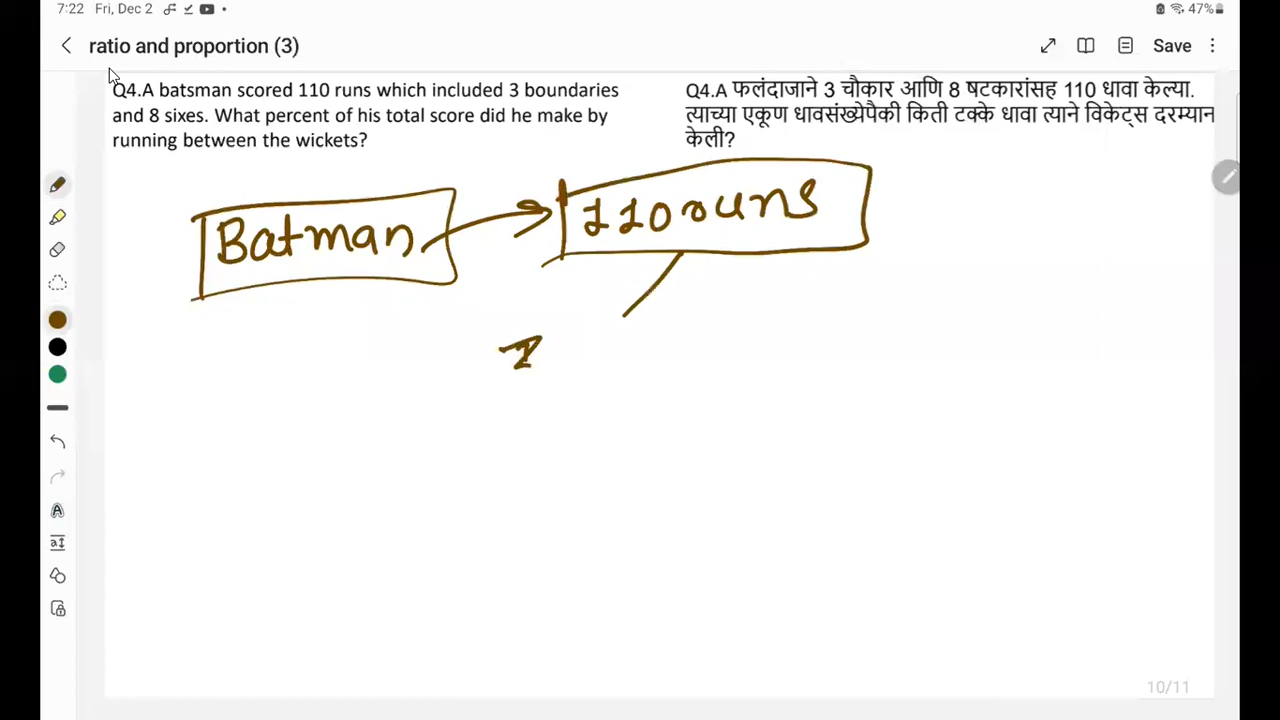 7:22 Fri, Dec 2
47%
ratio and proportion (3)
Save
Q4.A batsman scored 110 runs which included 3 boundaries
and 8 sixes. What percent of his total score did he make by
running between the wickets?
Q4.A फलंदाजाने 3 चौकार आणि 8 षटकारांसह 110 धावा केल्या.
त्याच्या एकूण धावसंख्येपैकी किती टक्के धावा त्याने विकेट्स दरम्यान
केली?
Batman
110 runs
10/11